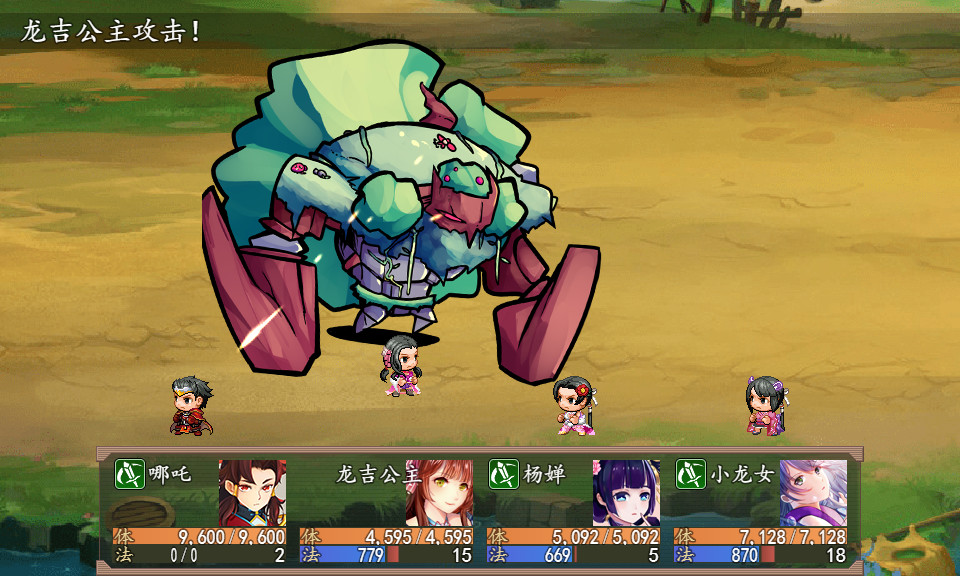 龙吉公主攻击!
哪吒 龙吉公主 杨婵 小龙女
体 9,600/9,600 体 4,595/4,595 体 5,092/5,092 体 7,128/7,128
法 0/0 2 法 779 15 法 669 5 法 870 18